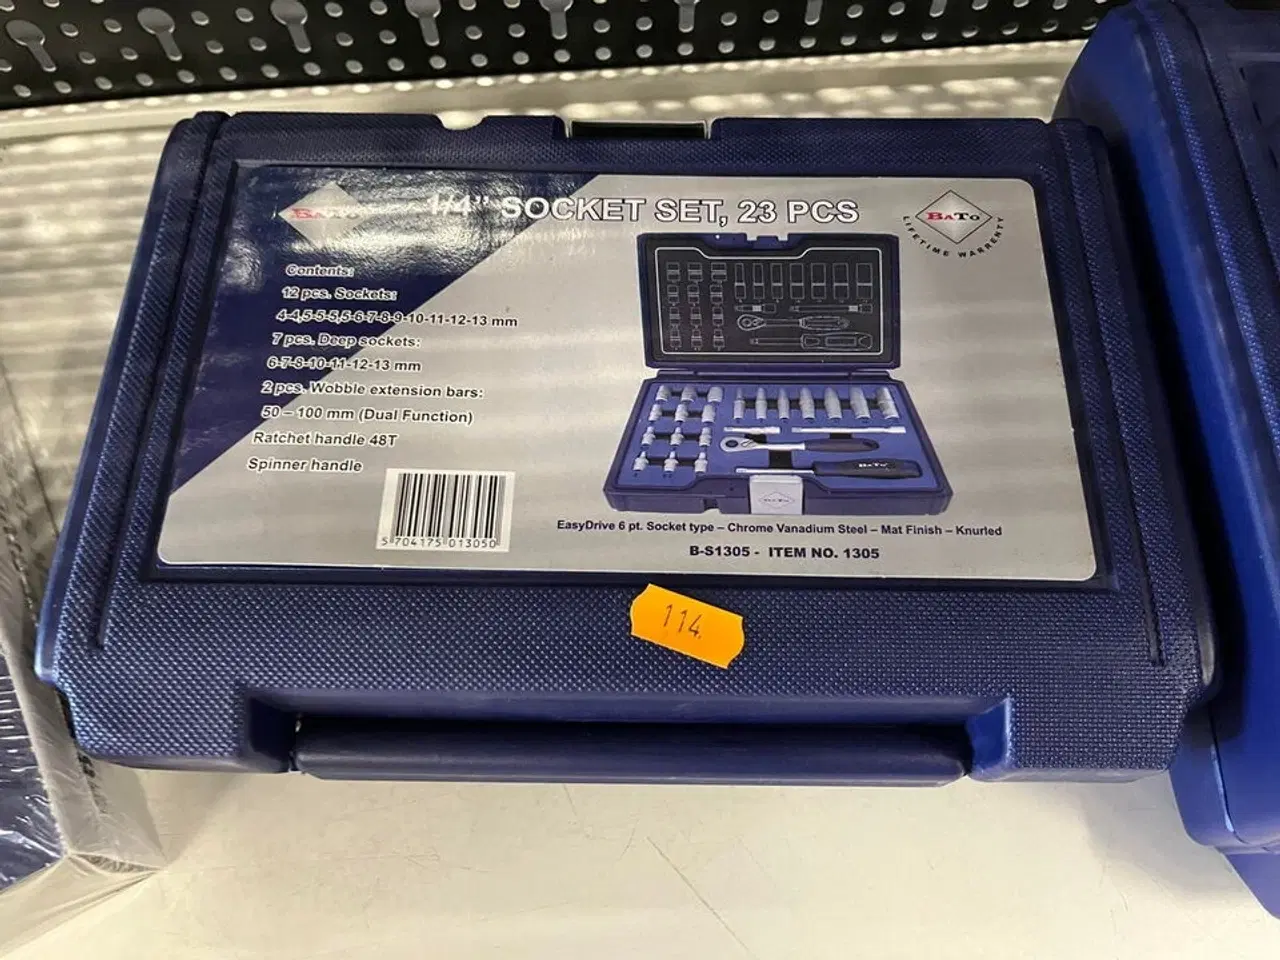 BATO
1/4" SOCKET SET, 23 PCS
BATO
LIFETIME WARRENTY
Contents:
12 pcs. Sockets:
4-4,5-5-5,5-6-7-8-9-10-11-12-13 mm
7 pcs. Deep sockets:
6-7-8-10-11-12-13 mm
2 pcs. Wobble extension bars:
50 – 100 mm (Dual Function)
Ratchet handle 48T
Spinner handle
BATO
BATO
5 704175 013050
EasyDrive 6 pt. Socket type – Chrome Vanadium Steel – Mat Finish – Knurled
B-S1305 - ITEM NO. 1305
114.